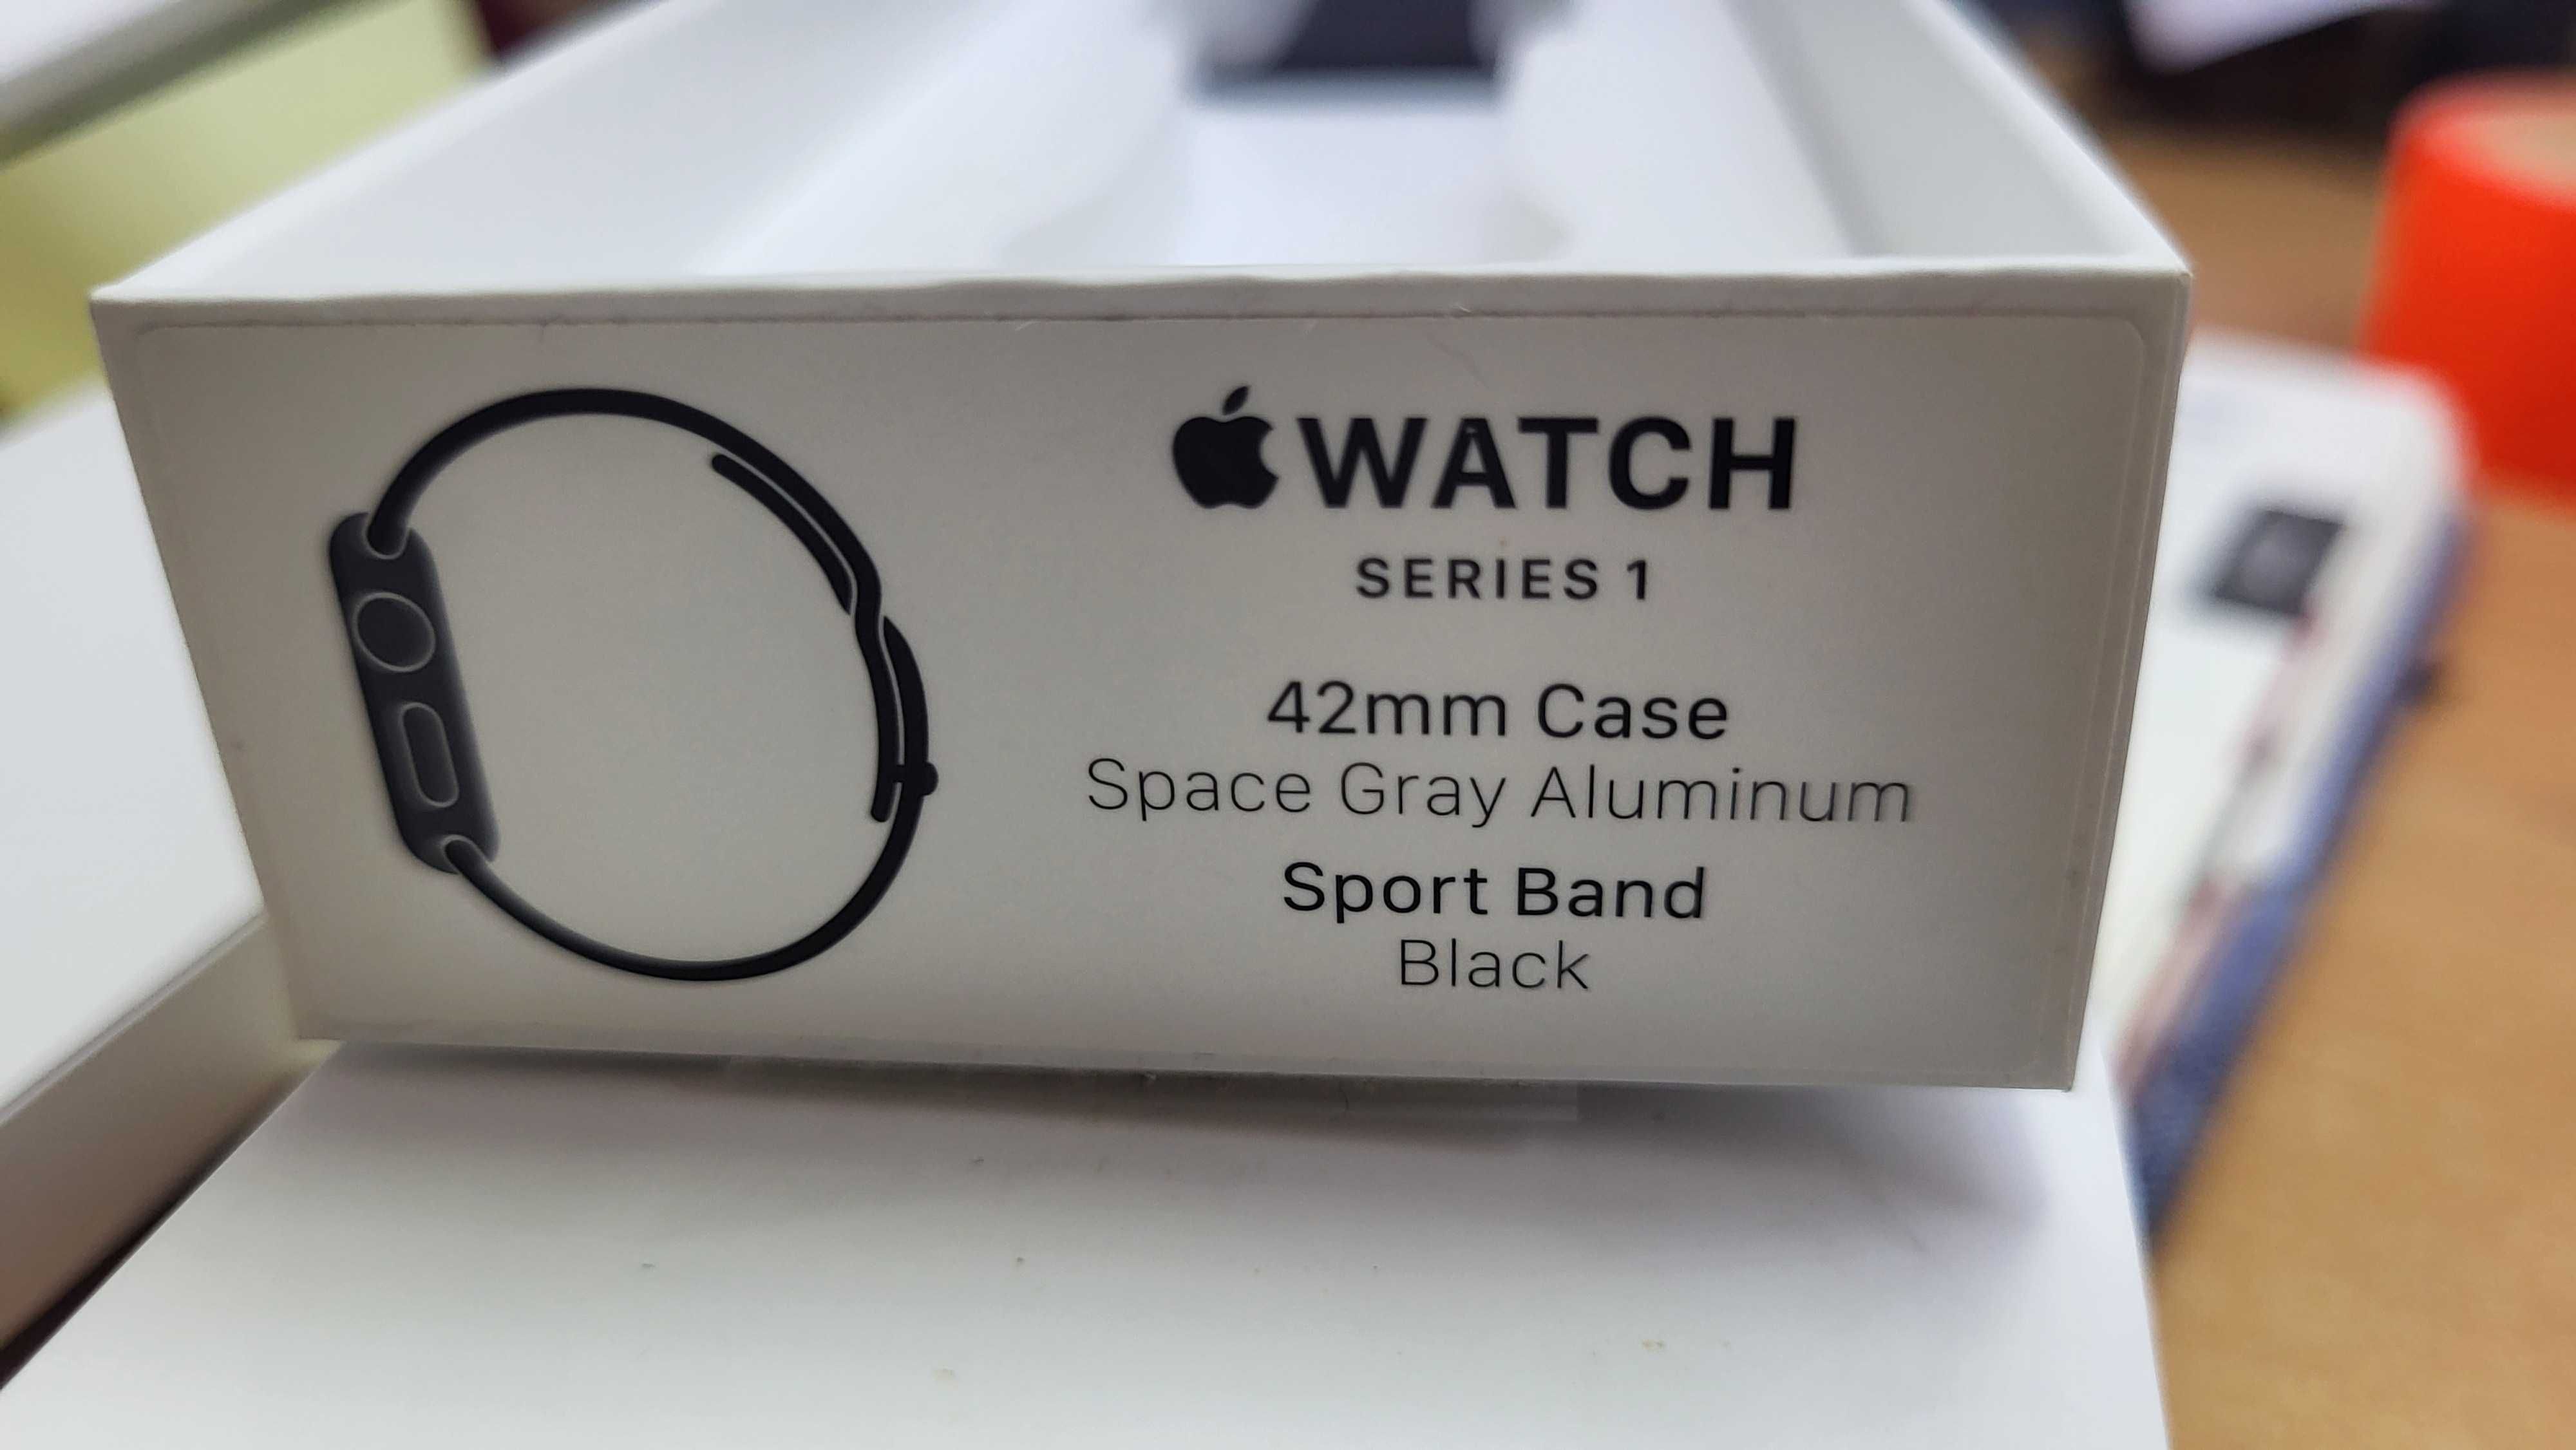 WATCH
SERIES 1
42mm Case
Space Gray Aluminum
Sport Band
Black